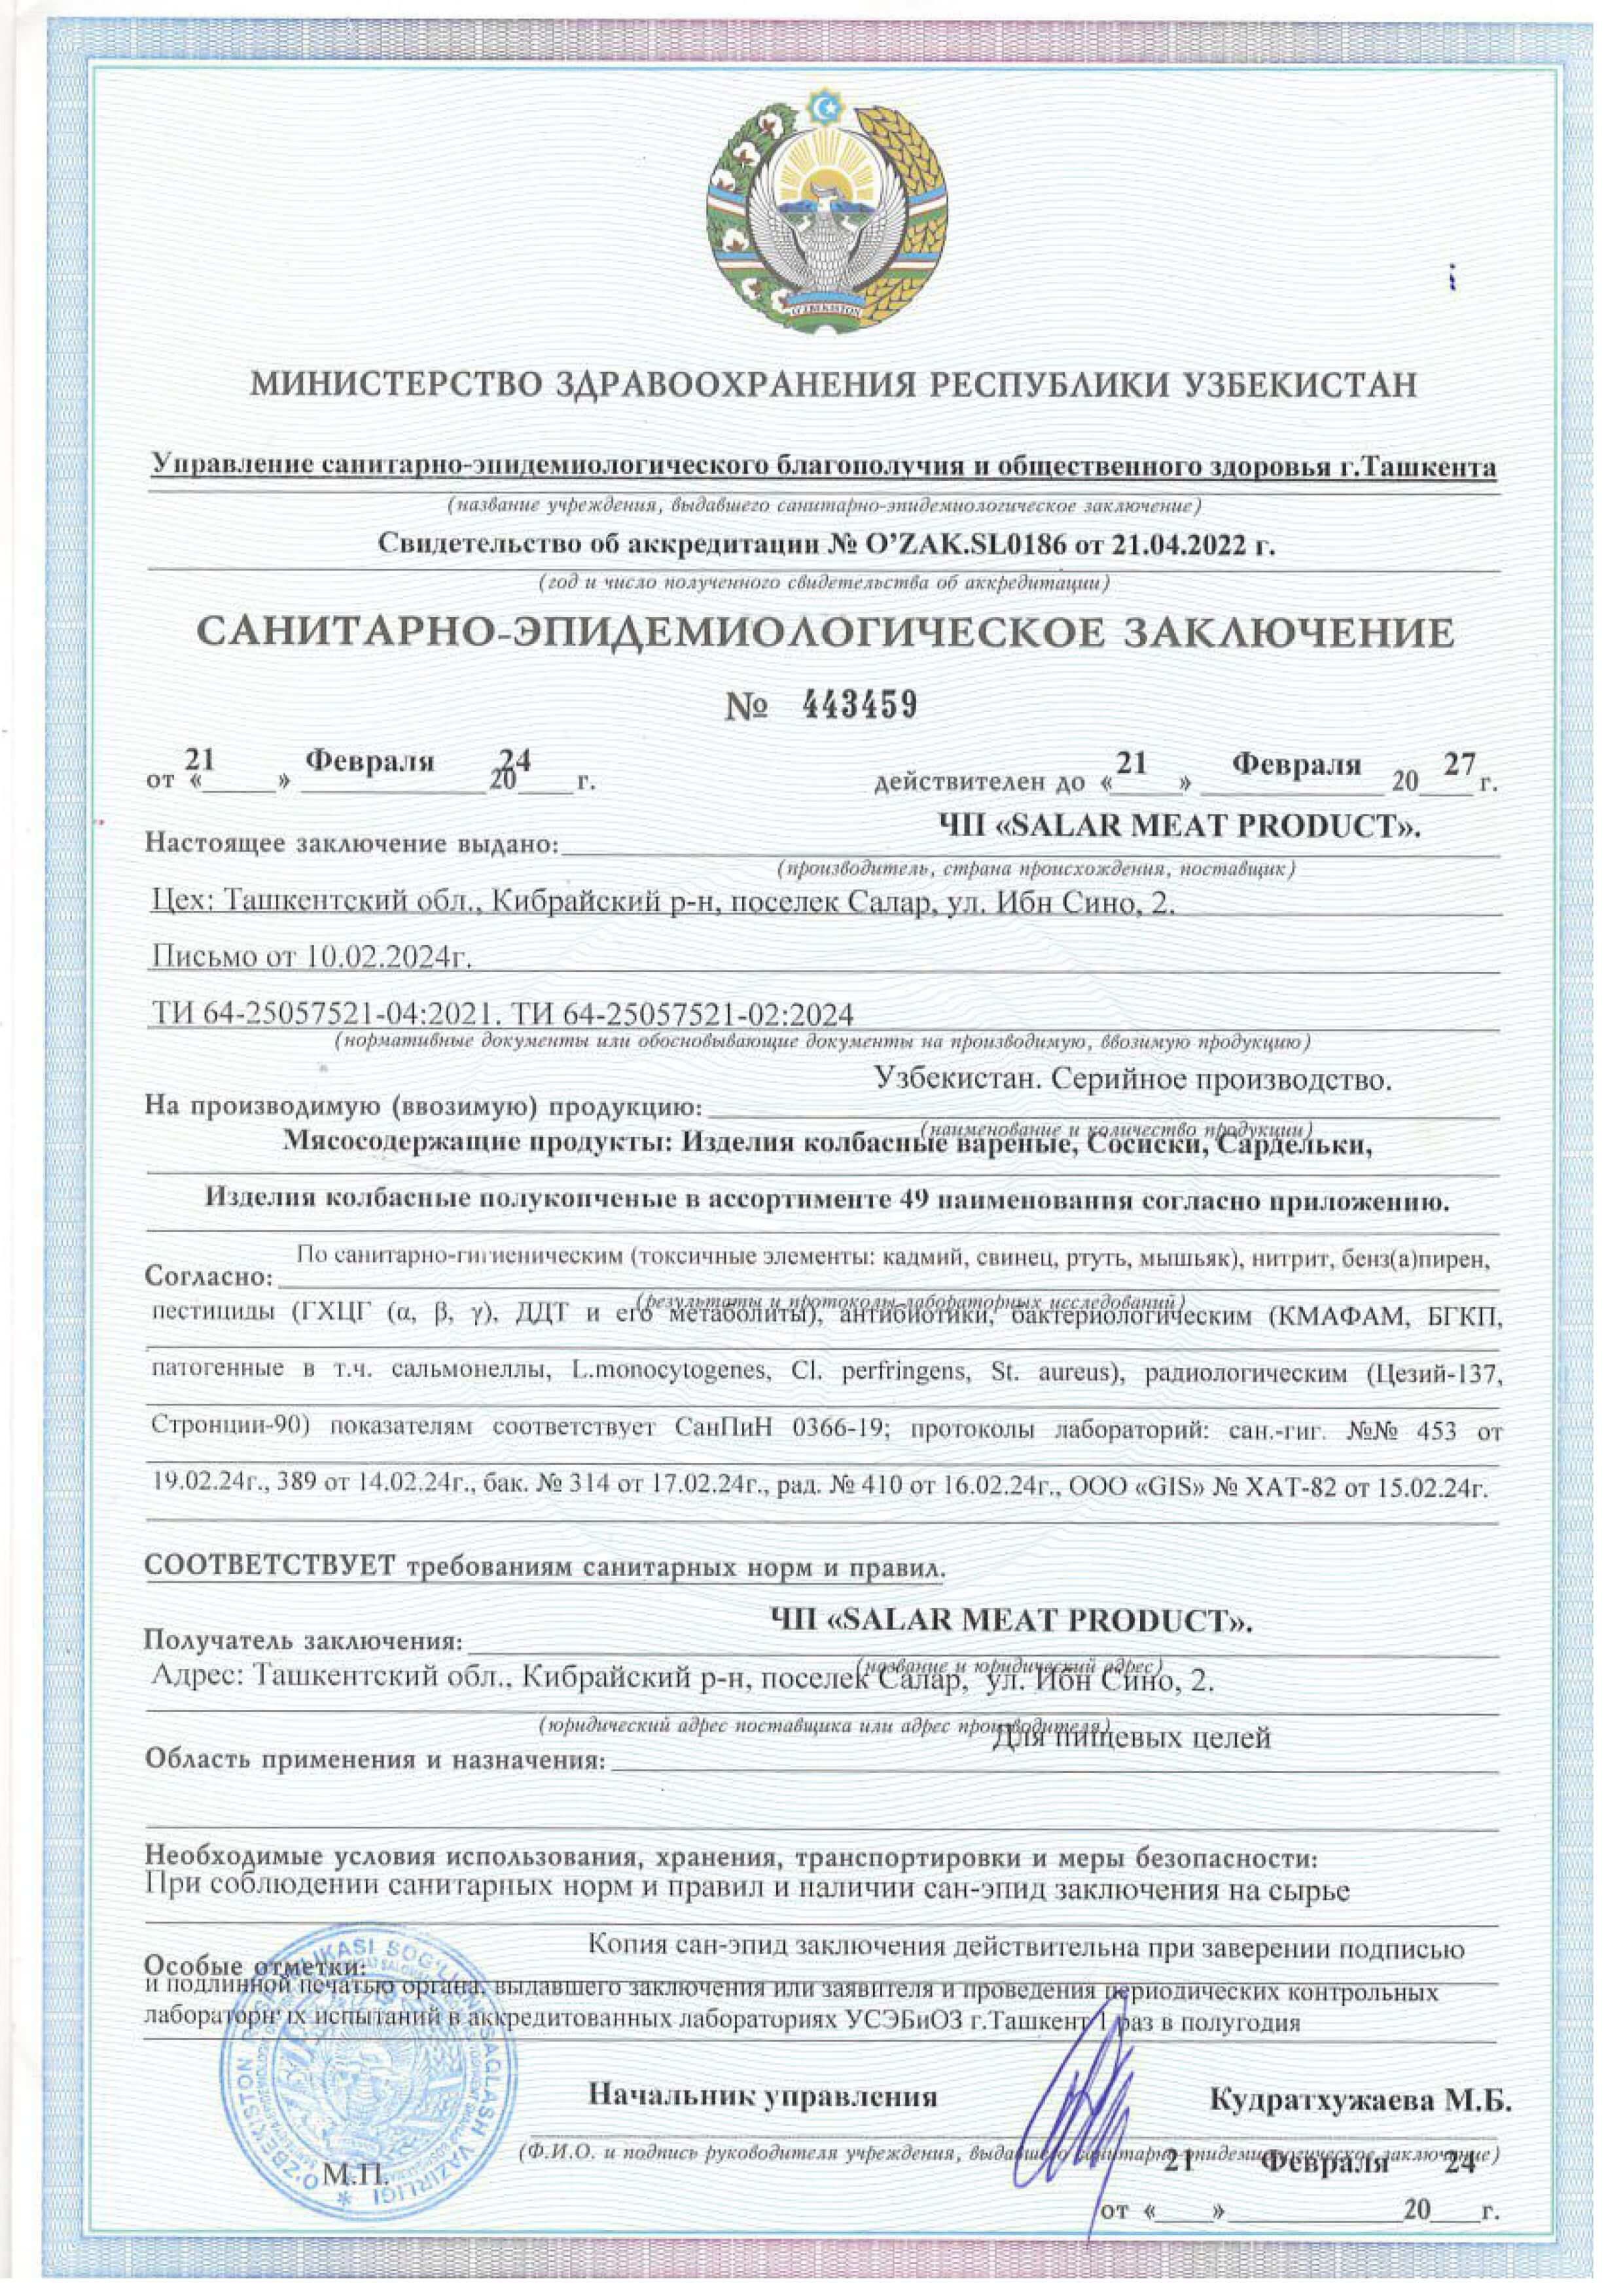 O'ZBEKISTON
МИНИСТЕРСТВО ЗДРАВООХРАНЕНИЯ РЕСПУБЛИКИ УЗБЕКИСТАН
Управление санитарно-эпидемиологического благополучия и общественного здоровья г.Ташкента
(название учреждения, выдавшего санитарно-эпидемиологическое заключение)
Свидетельство об аккредитации № O’ZAK.SL0186 от 21.04.2022 г.
(год и число полученного свидетельства об аккредитации)
САНИТАРНО-ЭПИДЕМИОЛОГИЧЕСКОЕ ЗАКЛЮЧЕНИЕ
№ 443459
от «21» Февраля 2024 г. действителен до «21» Февраля 2027 г.
Настоящее заключение выдано: ЧП «SALAR MEAT PRODUCT».
(производитель, страна происхождения, поставщик)
Цех: Ташкентский обл., Кибрайский р-н, поселек Салар, ул. Ибн Сино, 2.
Письмо от 10.02.2024г.
ТИ 64-25057521-04:2021. ТИ 64-25057521-02:2024
(нормативные документы или обосновывающие документы на производимую, ввозимую продукцию)
На производимую (ввозимую) продукцию: Узбекистан. Серийное производство.
(наименование и количество продукции)
Мясосодержащие продукты: Изделия колбасные вареные, Сосиски, Сардельки,
Изделия колбасные полукопченые в ассортименте 49 наименования согласно приложению.
Согласно: По санитарно-гигиеническим (токсичные элементы: кадмий, свинец, ртуть, мышьяк), нитрит, бенз(а)пирен,
(результаты и протоколы лабораторных исследований)
пестициды (ГХЦГ (α, β, γ), ДДТ и его метаболиты), антибиотики, бактериологическим (КМАФАМ, БГКП,
патогенные в т.ч. сальмонеллы, L.monocytogenes, Cl. perfringens, St. aureus), радиологическим (Цезий-137,
Стронции-90) показателям соответствует СанПиН 0366-19; протоколы лабораторий: сан.-гиг. №№ 453 от
19.02.24г., 389 от 14.02.24г., бак. № 314 от 17.02.24г., рад. № 410 от 16.02.24г., ООО «GIS» № ХАТ-82 от 15.02.24г.
СООТВЕТСТВУЕТ требованиям санитарных норм и правил.
Получатель заключения: ЧП «SALAR MEAT PRODUCT».
(название и юридический адрес)
Адрес: Ташкентский обл., Кибрайский р-н, поселек Салар, ул. Ибн Сино, 2.
(юридический адрес поставщика или адрес производителя)
Область применения и назначения: Для пищевых целей
Необходимые условия использования, хранения, транспортировки и меры безопасности:
При соблюдении санитарных норм и правил и наличии сан-эпид заключения на сырье
Особые отметки: Копия сан-эпид заключения действительна при заверении подписью
и подлинной печатью органа, выдавшего заключения или заявителя и проведения периодических контрольных
лабораторных испытаний в аккредитованных лабораториях УСЭБиОЗ г.Ташкент 1 раз в полугодия
Начальник управления Кудратхужаева М.Б.
(Ф.И.О. и подпись руководителя учреждения, выдавшего санитарно-эпидемиологическое заключение)
М.П.
от «21» Февраля 2024 г.
O'ZBEKISTON RESPUBLIKASI SOG'LIQNI SAQLASH VAZIRLIGI